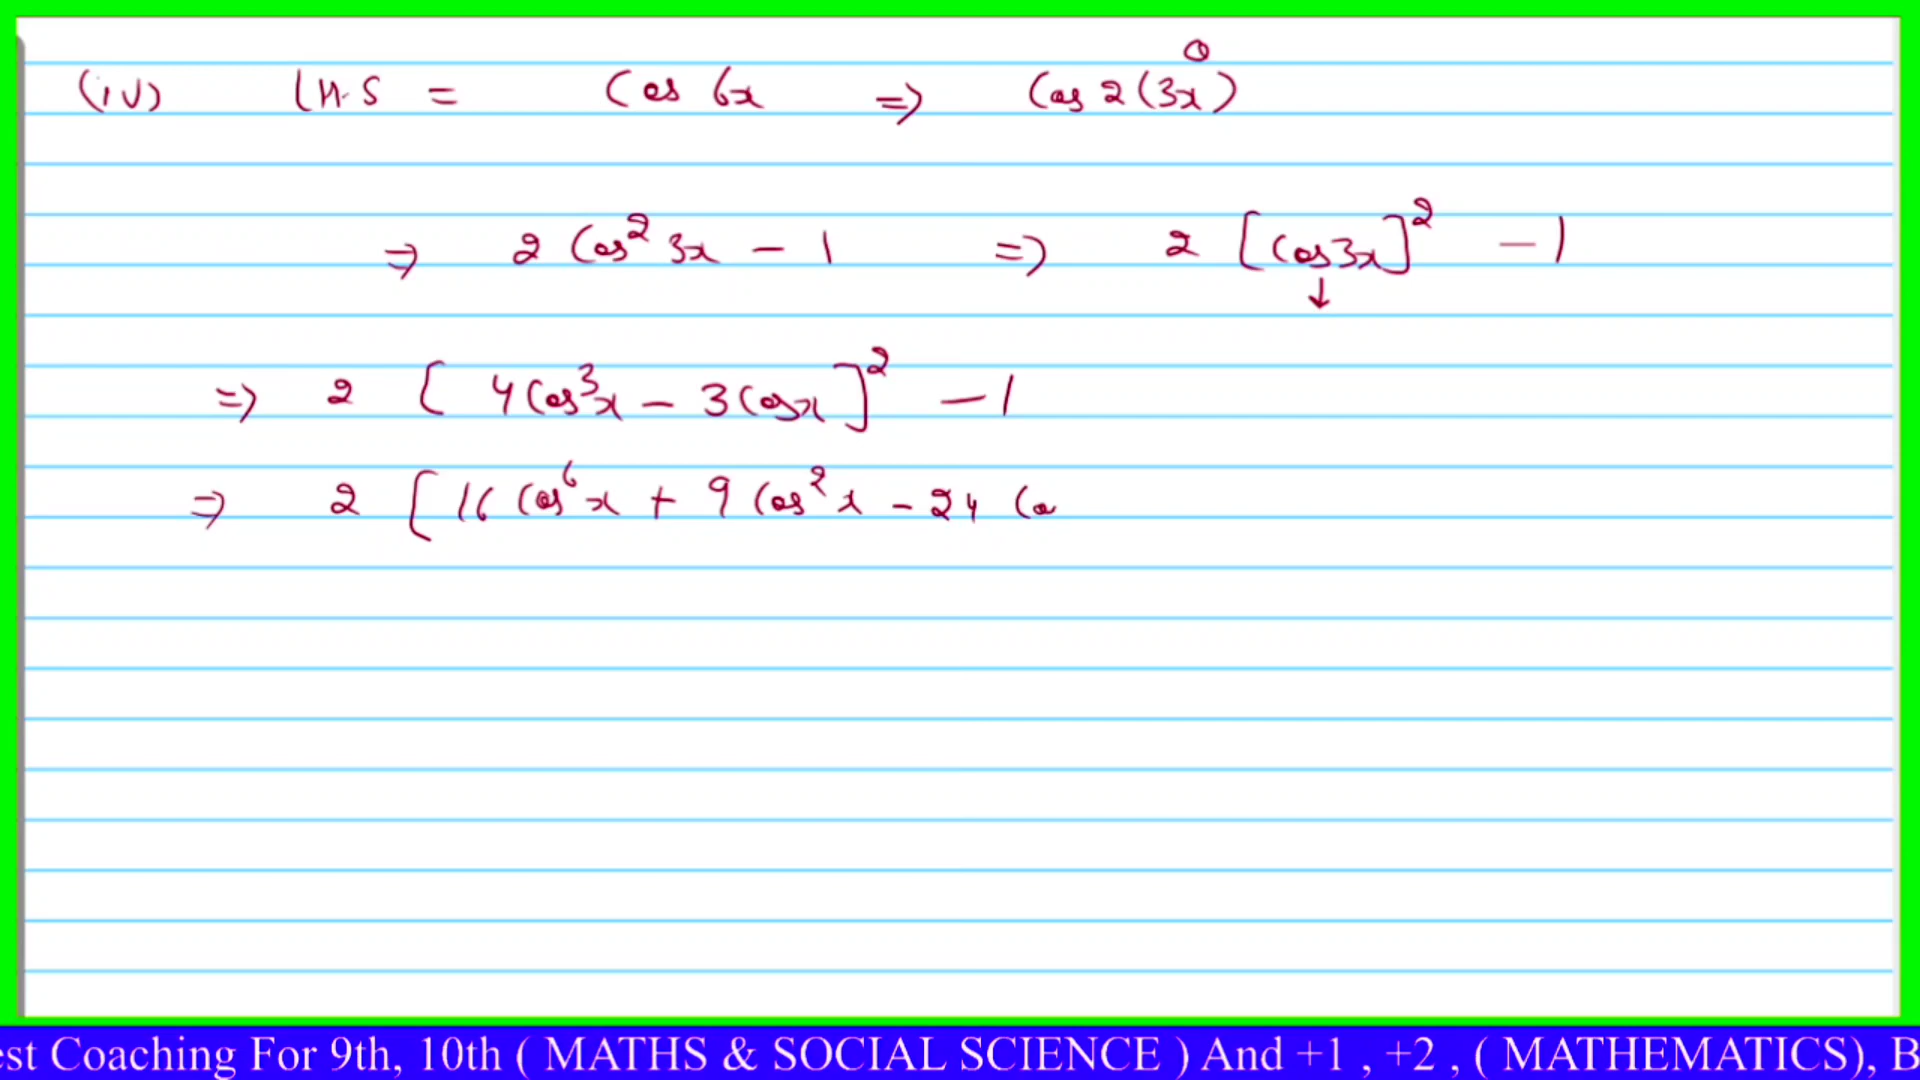 (iv) LH.S = Cos 6x => Cos 2(3x) θ
=> 2 Cos² 3x - 1 => 2 [Cos3x]² - 1
↓
=> 2 [ 4Cos³x - 3Cosx ]² - 1
=> 2 [16 Cos⁶x + 9 Cos²x - 24 Co
est Coaching For 9th, 10th ( MATHS & SOCIAL SCIENCE ) And +1 , +2 , ( MATHEMATICS), B